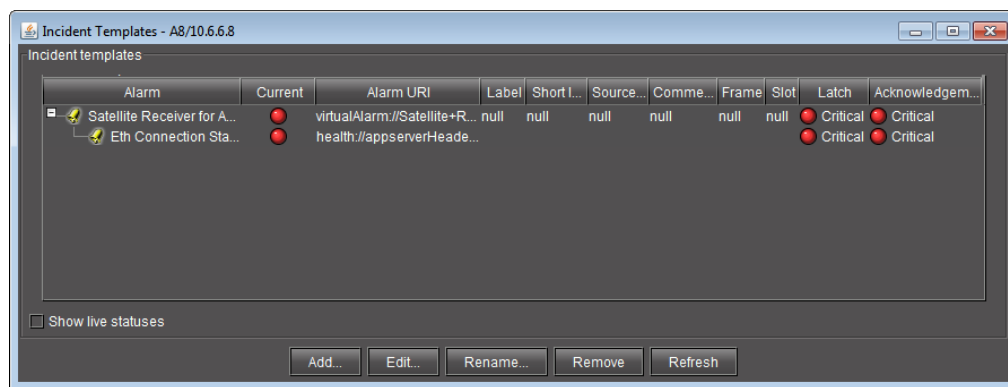 Incident Templates - A8/10.6.6.8
Incident templates
Alarm Current Alarm URI Label Short I... Source... Comme... Frame Slot Latch Acknowledgem...
Satellite Receiver for A... virtualAlarm://Satellite+R... null null null null null null Critical Critical
Eth Connection Sta... health://appserverHeade... Critical Critical
Show live statuses
Add... Edit... Rename... Remove Refresh